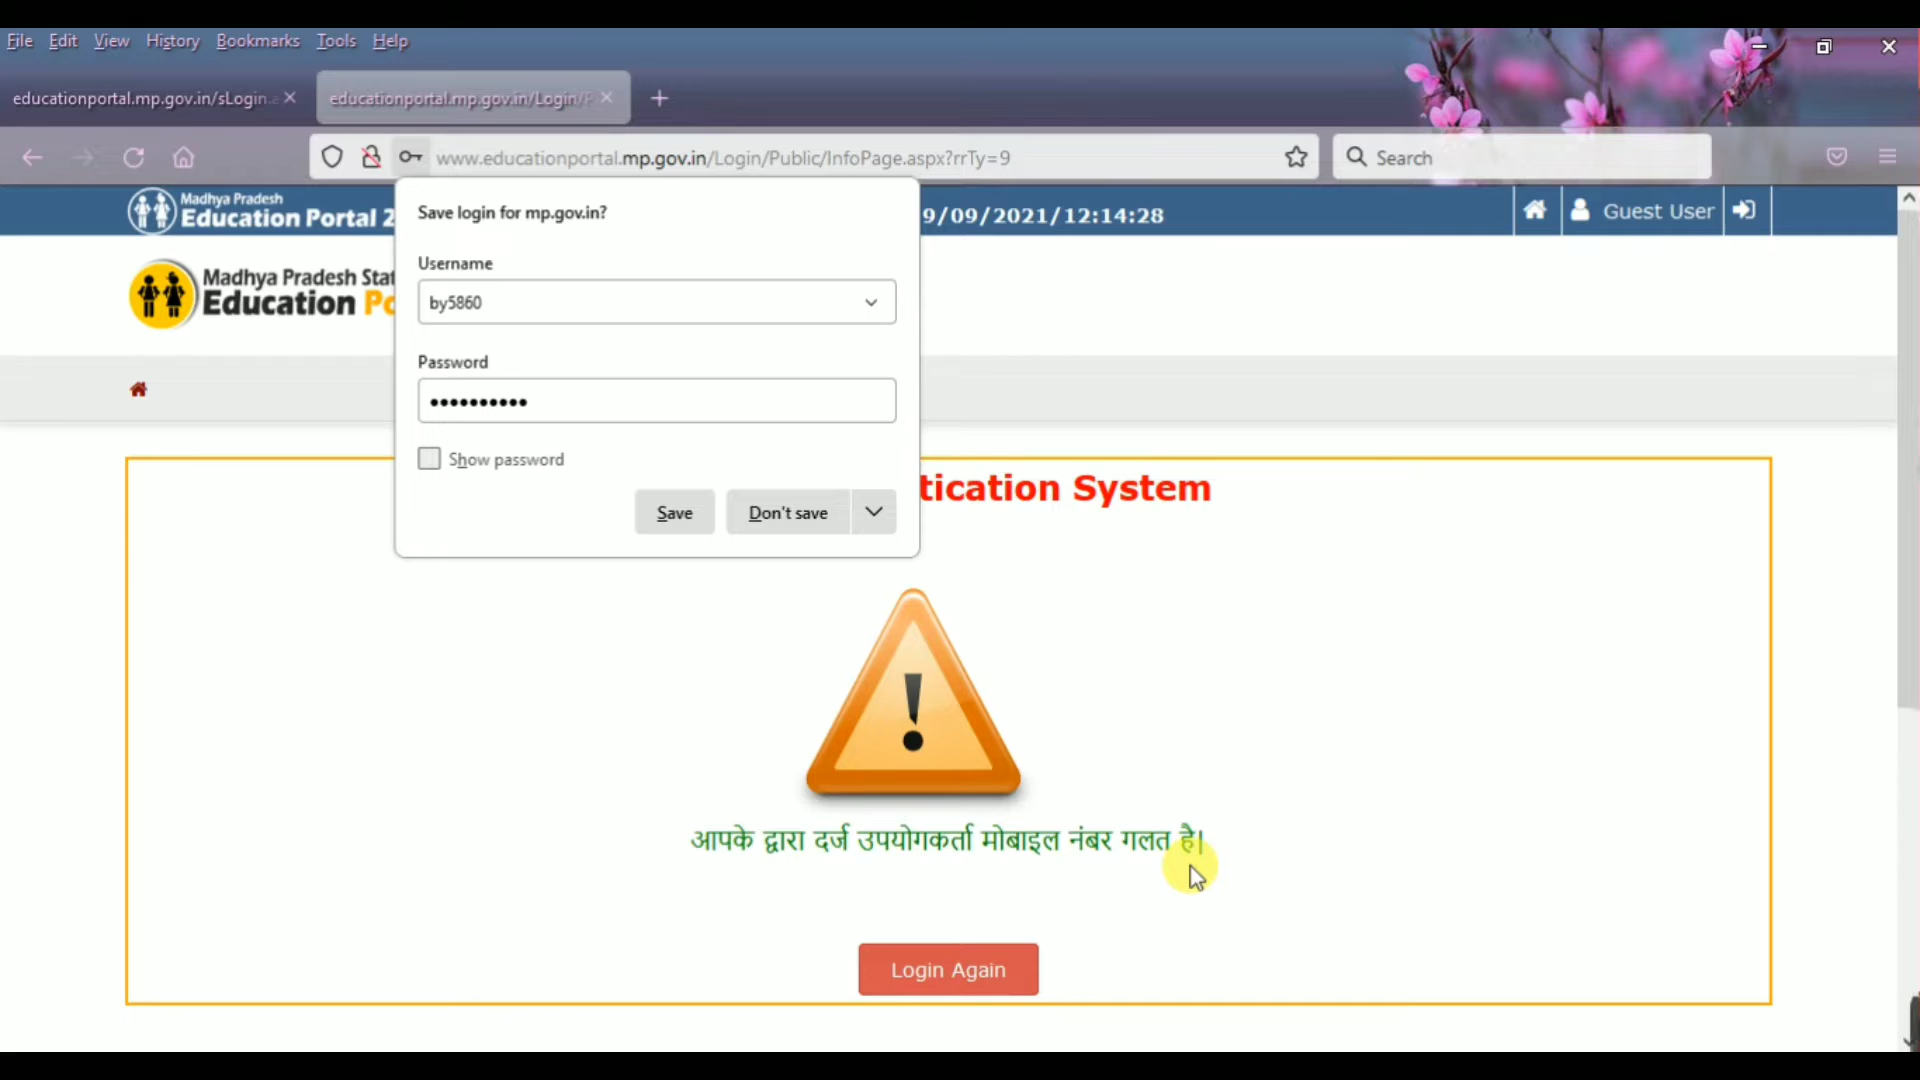 File Edit View History Bookmarks Tools Help
educationportal.mp.gov.in/sLogin.a
educationportal.mp.gov.in/Login/P
www.educationportal.mp.gov.in/Login/Public/InfoPage.aspx?rrTy=9
Search
Madhya Pradesh
Education Portal 2
9/09/2021/12:14:28
Guest User
Madhya Pradesh Stat
Education Po
Save login for mp.gov.in?
Username
by5860
Password
••••••••••
Show password
Save
Don't save
tication System
!
आपके द्वारा दर्ज उपयोगकर्ता मोबाइल नंबर गलत है।
Login Again